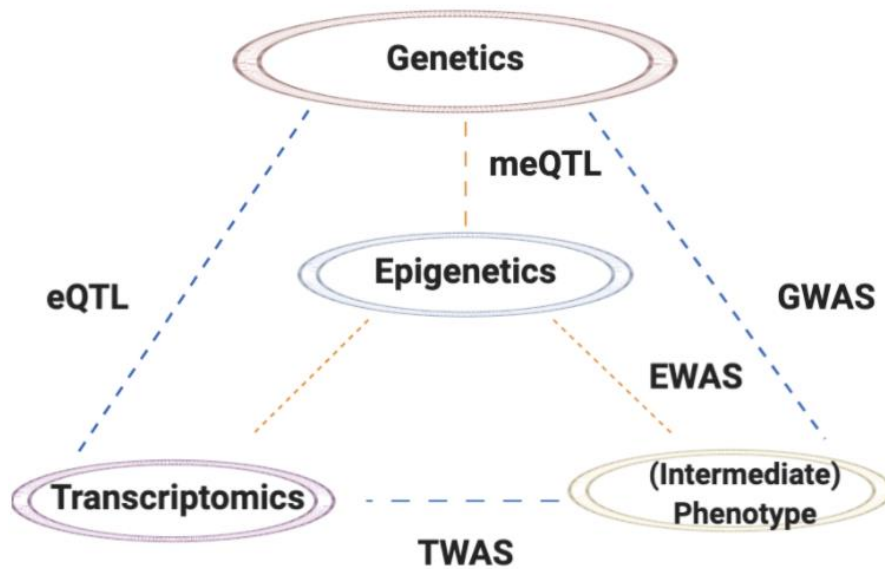 Genetics
meQTL
Epigenetics
eQTL
GWAS
EWAS
Transcriptomics
(Intermediate)
Phenotype
TWAS